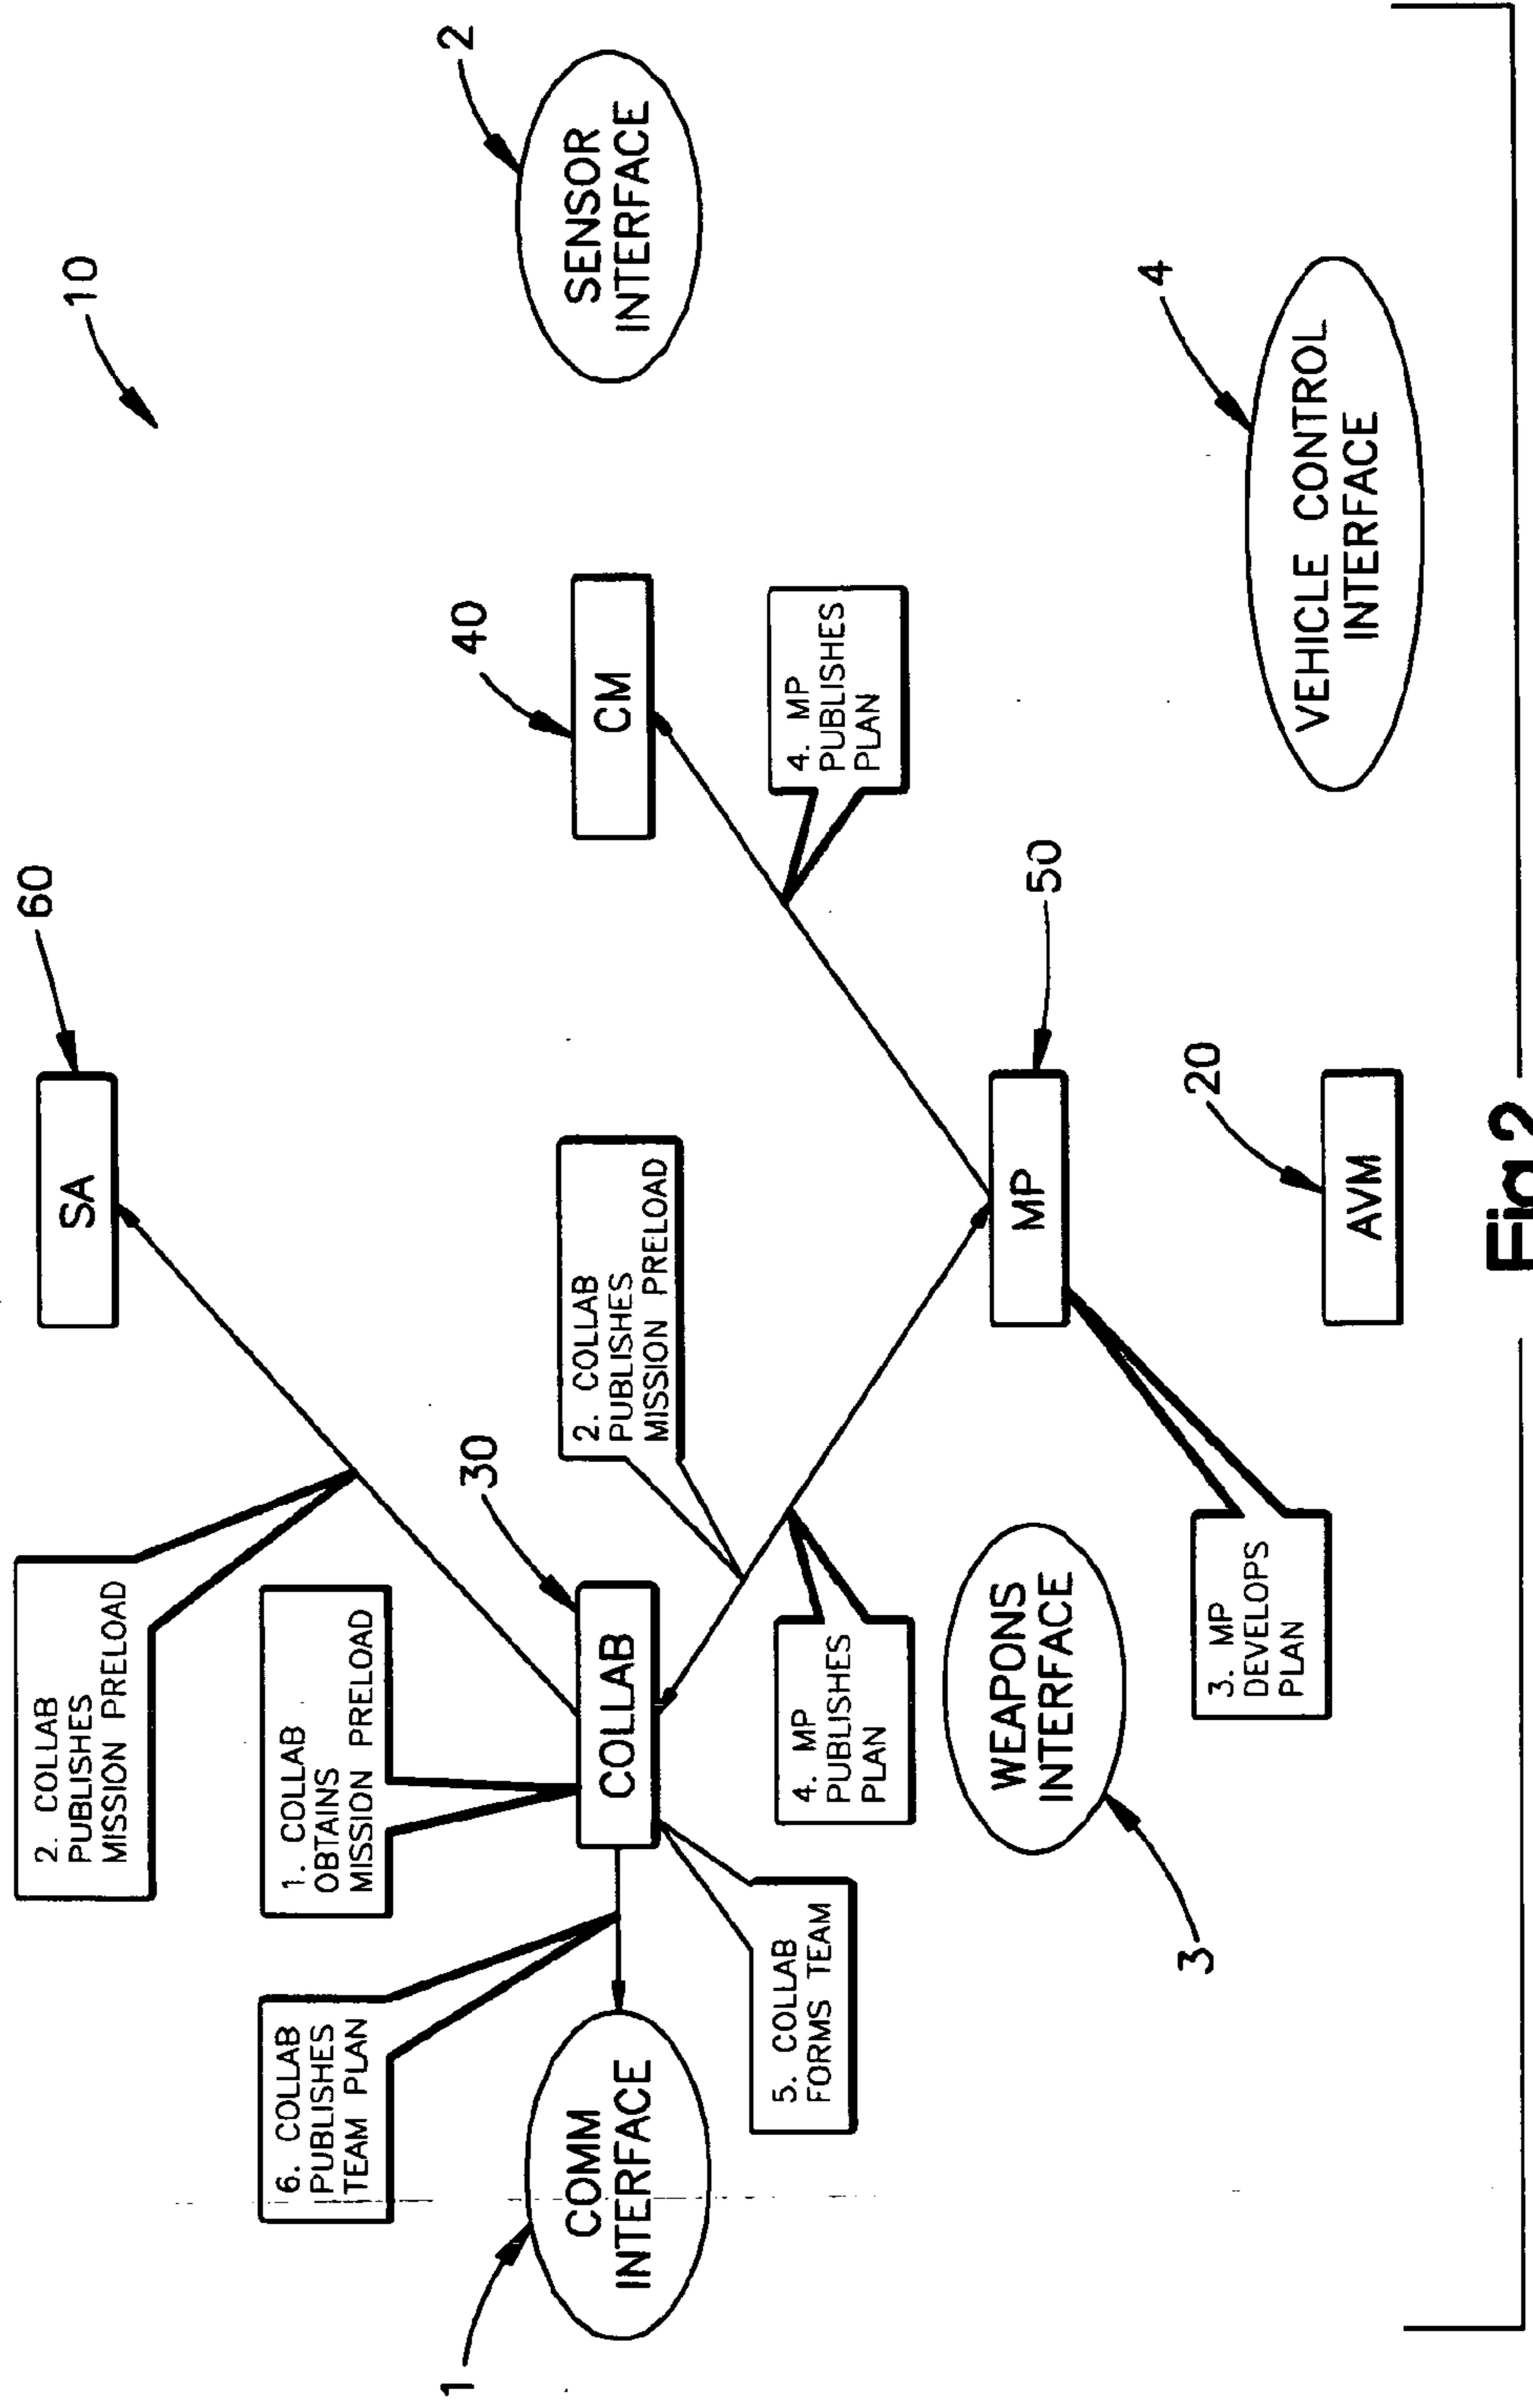 10
60
SA
2. COLLAB
PUBLISHES
MISSION PRELOAD
1. COLLAB
OBTAINS
MISSION PRELOAD
6. COLLAB
PUBLISHES
TEAM PLAN
1
COMM
INTERFACE
30
COLLAB
2. COLLAB
PUBLISHES
MISSION PRELOAD
40
CM
2
SENSOR
INTERFACE
5. COLLAB
FORMS TEAM
4. MP
PUBLISHES
PLAN
4. MP
PUBLISHES
PLAN
WEAPONS
INTERFACE
3
50
MP
3. MP
DEVELOPS
PLAN
20
AVM
4
VEHICLE CONTROL
INTERFACE
Fig 2